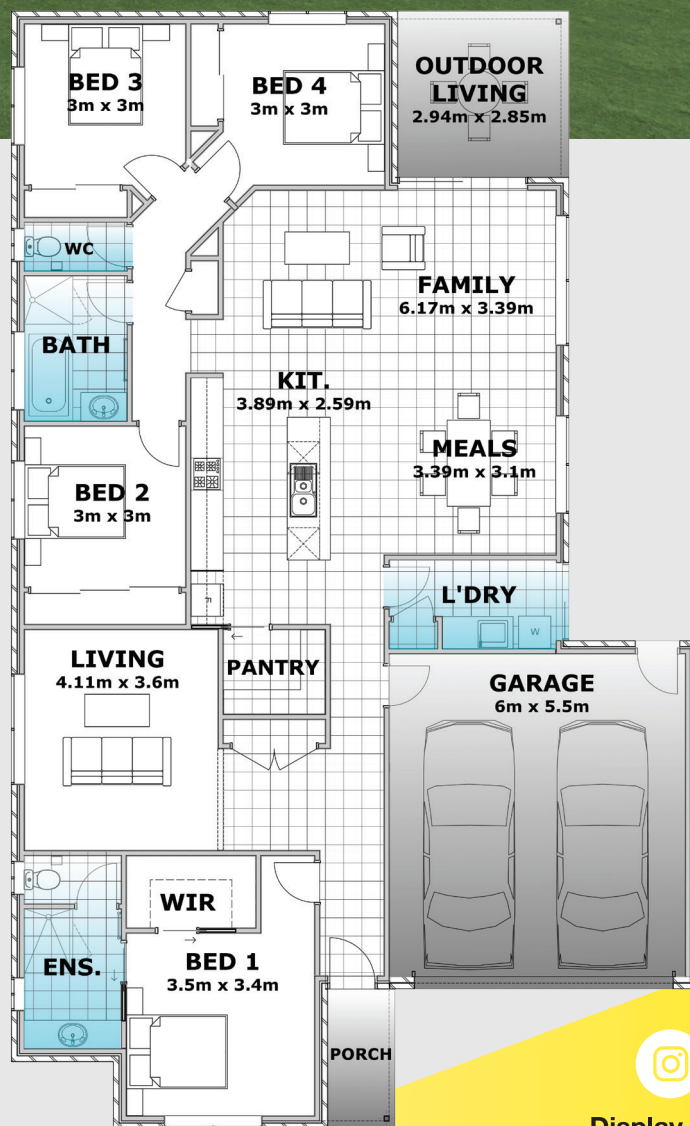 BED 3
3m x 3m
BED 4
3m x 3m
OUTDOOR
LIVING
2.94m x 2.85m
WC
FAMILY
6.17m x 3.39m
BATH
KIT.
3.89m x 2.59m
MEALS
3.39m x 3.1m
BED 2
3m x 3m
F
L'DRY
W
LIVING
4.11m x 3.6m
PANTRY
GARAGE
6m x 5.5m
WIR
ENS.
BED 1
3.5m x 3.4m
PORCH
Display